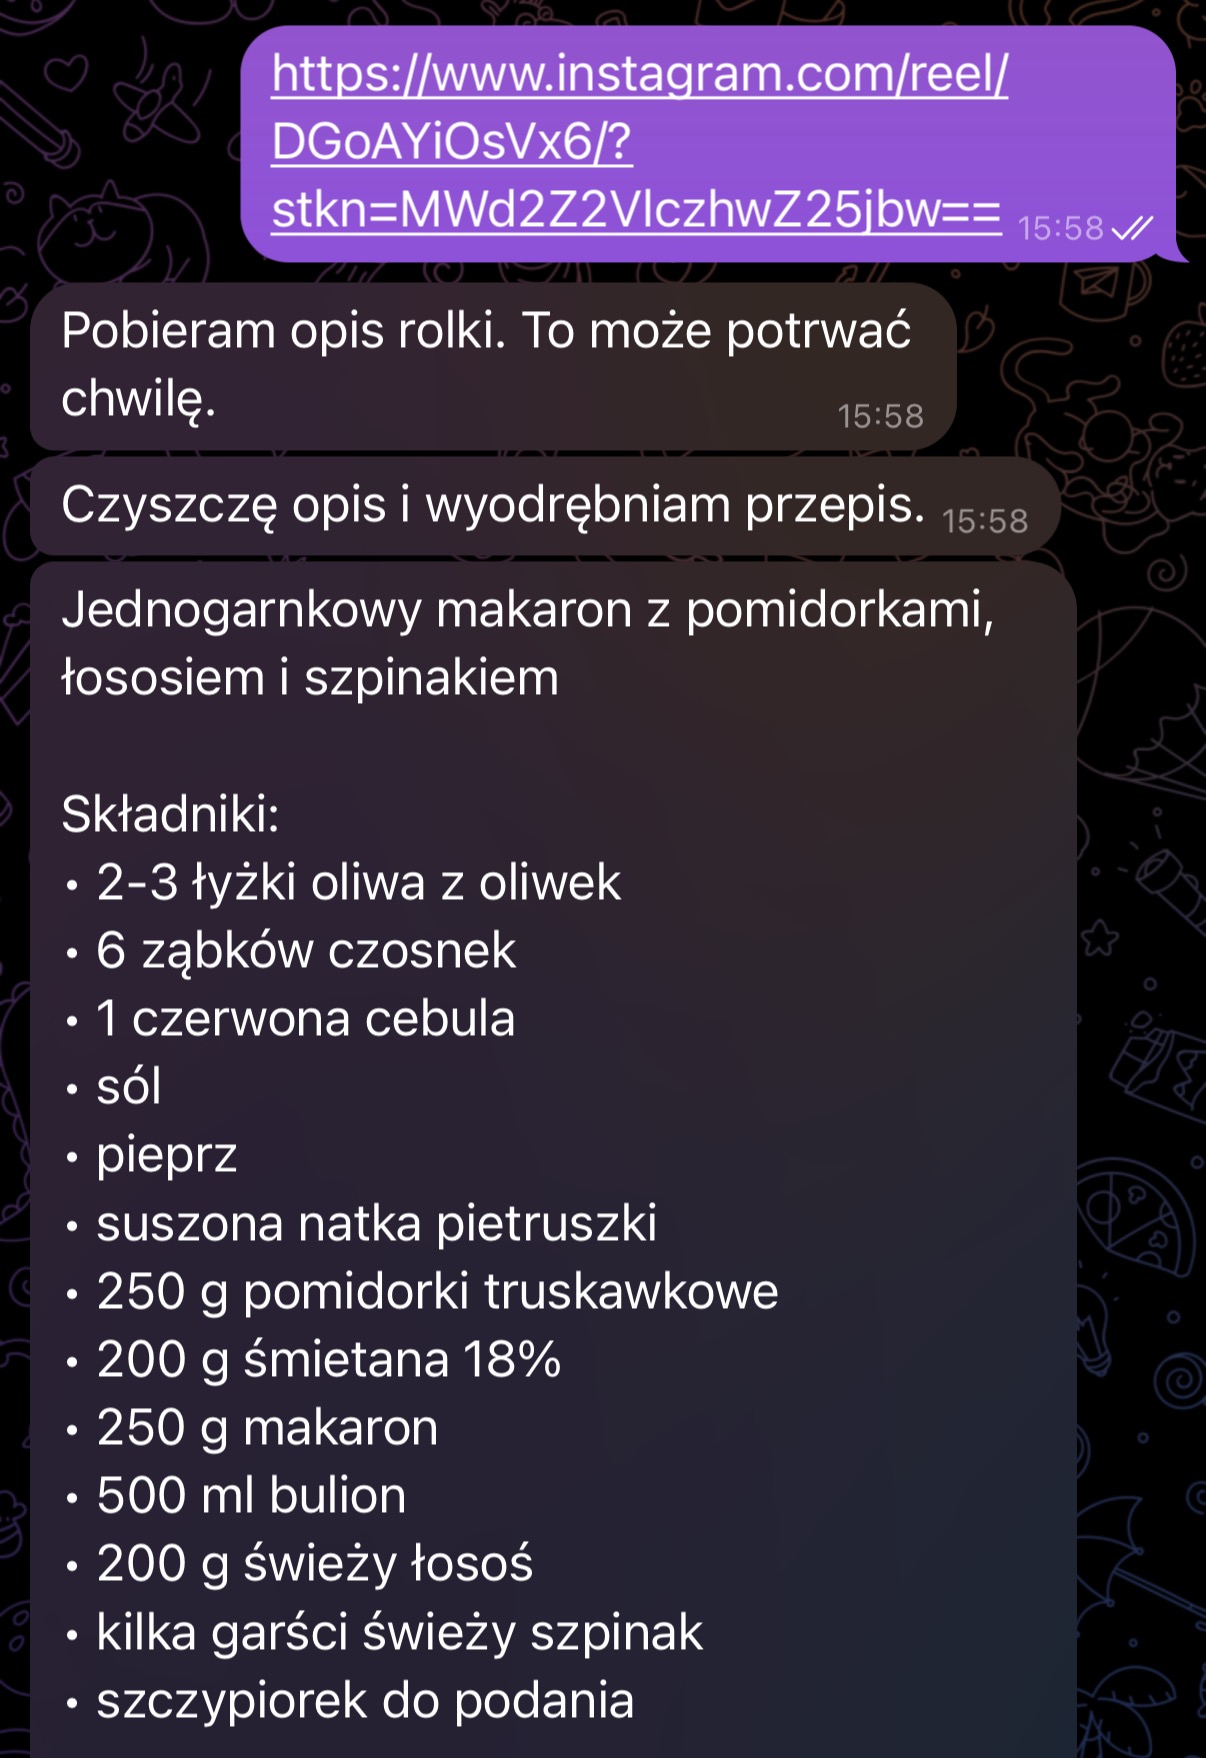 https://www.instagram.com/reel/
DGoAYiOsVx6/?
stkn=MWd2Z2VlczhwZ25jbw== 15:58
Pobieram opis rolki. To może potrwać
chwilę. 15:58
Czyszczę opis i wyodrębniam przepis. 15:58
Jednogarnkowy makaron z pomidorkami,
łososiem i szpinakiem
Składniki:
• 2-3 łyżki oliwa z oliwek
• 6 ząbków czosnek
• 1 czerwona cebula
• sól
• pieprz
• suszona natka pietruszki
• 250 g pomidorki truskawkowe
• 200 g śmietana 18%
• 250 g makaron
• 500 ml bulion
• 200 g świeży łosoś
• kilka garści świeży szpinak
• szczypiorek do podania